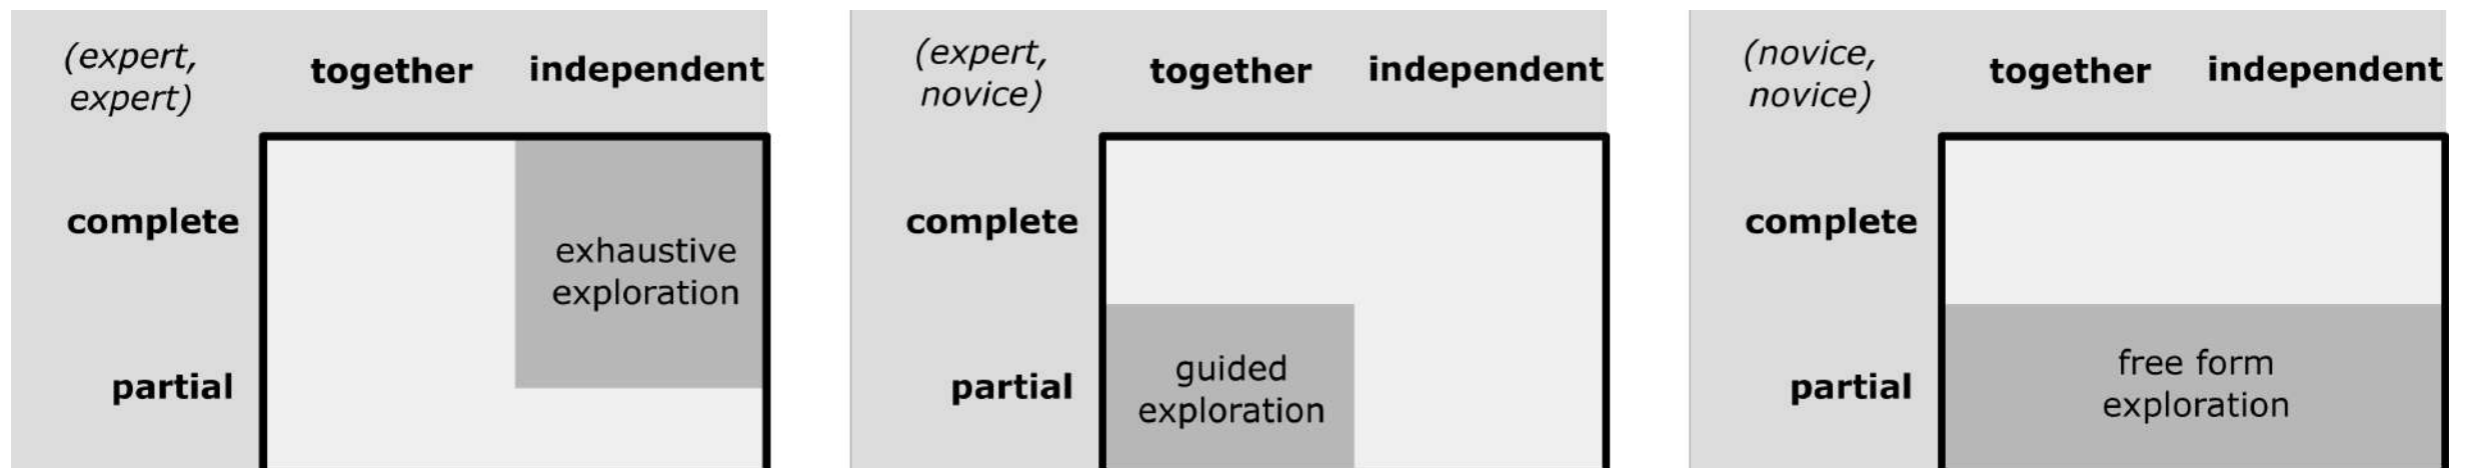 (expert,
expert)
together independent
complete
exhaustive
exploration
partial
(expert,
novice)
together independent
complete
partial
guided
exploration
(novice,
novice)
together independent
complete
partial
free form
exploration